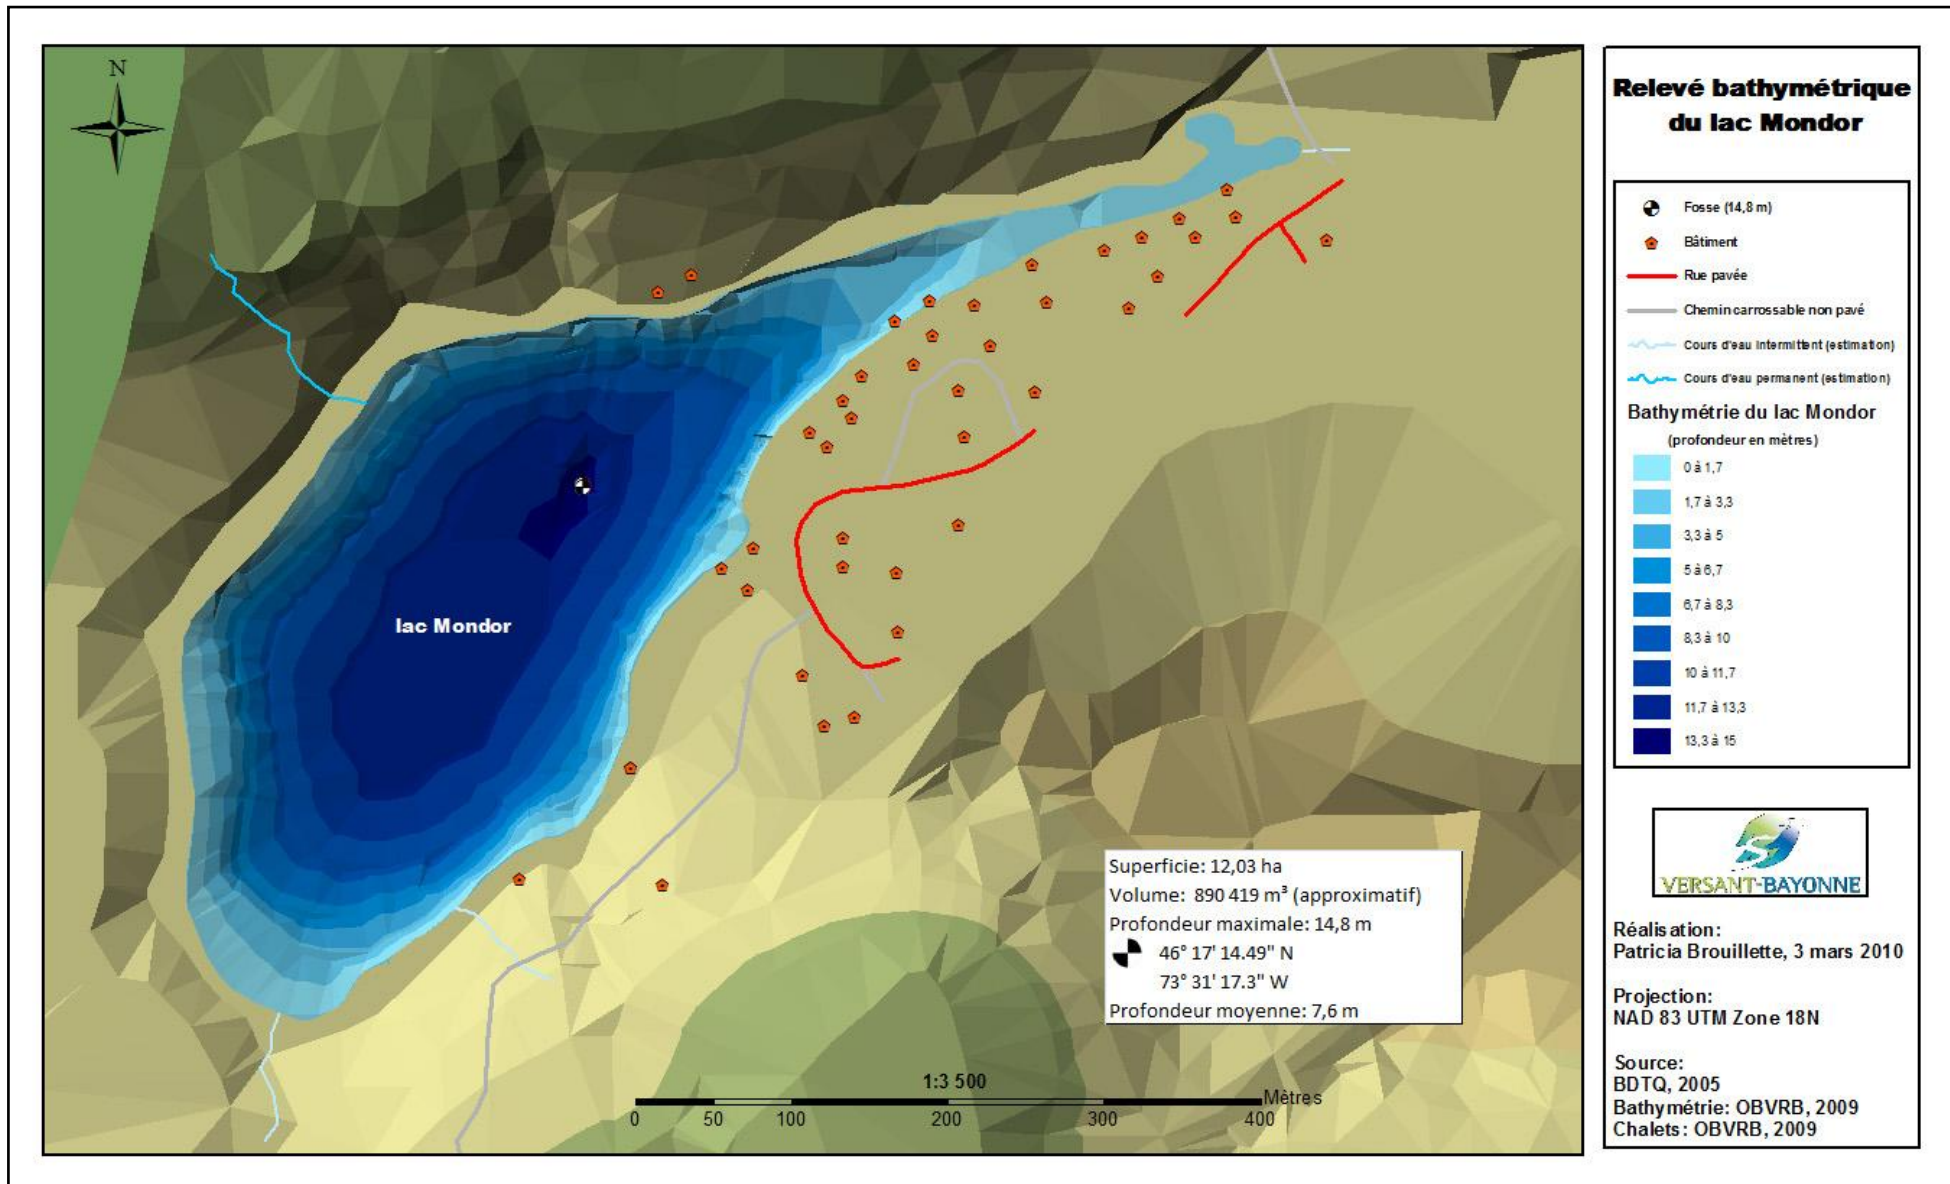 N
lac Mondor
Superficie: 12,03 ha
Volume: 890 419 m³ (approximatif)
Profondeur maximale: 14,8 m
46° 17' 14.49" N
73° 31' 17.3" W
Profondeur moyenne: 7,6 m
1:3 500
Mètres
0 50 100 200 300 400
Relevé bathymétrique
du lac Mondor
Fosse (14,8 m)
Bâtiment
Rue pavée
Chemin carrossable non pavé
Cours d'eau intermittent (estimation)
Cours d'eau permanent (estimation)
Bathymétrie du lac Mondor
(profondeur en mètres)
0 à 1,7
1,7 à 3,3
3,3 à 5
5 à 6,7
6,7 à 8,3
8,3 à 10
10 à 11,7
11,7 à 13,3
13,3 à 15
VERSANT-BAYONNE
Réalisation:
Patricia Brouillette, 3 mars 2010
Projection:
NAD 83 UTM Zone 18N
Source:
BDTQ, 2005
Bathymétrie: OBVRB, 2009
Chalets: OBVRB, 2009